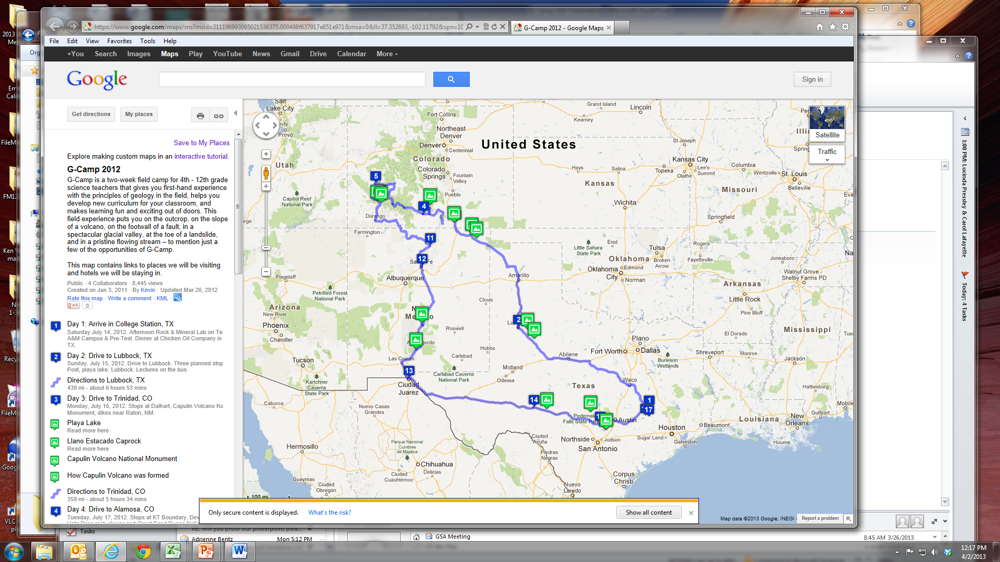 https://www.google.com/maps/ms?msid=211196993095021536375.000498f637917e851e971&msa=0&ll=37.352693,-102.11792&spn=10
G-Camp 2012 - Google Maps
File Edit View Favorites Tools Help
+You Search Images Maps Play YouTube News Gmail Drive Calendar More
Google
Sign in
Get directions
My places
Save to My Places
Explore making custom maps in an interactive tutorial.
G-Camp 2012
G-Camp is a two-week field camp for 4th - 12th grade
science teachers that gives you first-hand experience
with the principles of geology in the field, helps you
develop new curriculum for your classroom, and
makes learning fun and exciting out of doors. This
field experience puts you on the outcrop, on the slope
of a volcano, on the footwall of a fault, in a
spectacular glacial valley, at the toe of a landslide,
and in a pristine flowing stream – to mention just a
few of the opportunities of G-Camp.
This map contains links to places we will be visiting
and hotels we will be staying in.
Public · 4 Collaborators · 8,445 views
Created on Jan 3, 2011 · By Kevin · Updated Mar 26, 2012
Rate this map · Write a comment · KML ·
+1 0
1 Day 1: Arrive in College Station, TX
Saturday July 14, 2012. Afternoon Rock & Mineral Lab on Te
A&M Campus & Pre-Test. Dinner at Chicken Oil Company in
TX.
2 Day 2: Drive to Lubbock, TX
Sunday, July 15, 2012. Drive to Lubbock. Three planned stop
Post, playa lake, Lubbock. Lectures on the bus.
Directions to Lubbock, TX
439 mi - about 6 hours 53 mins
3 Day 3: Drive to Trinidad, CO
Monday, July 16, 2012. Stops at Dalhart, Capulin Volcano Na
Monument, dikes near Raton, NM.
Playa Lake
Read more here
Llano Estacado Caprock
Read more here
Capulin Volcano National Monument
How Capulin Volcano was formed
Directions to Trinidad, CO
359 mi - about 5 hours 34 mins
4 Day 4: Drive to Alamosa, CO
Tuesday, July 17, 2012. Stops at KT Boundary, Dev
Salt
Lake City
Provo
Fort Collins
Grand Island
Lincoln
Kearney
Northeast
Denver
Denver
Centennial
United States
St Joseph
Satellite
Traffic
Colorado
Kansas City
Utah
Colorado
Springs
Fountain
Valley
Hays
Salina
Topeka
Lee's
Summit
Olathe
Columbia
Wentzville
St. Louis
Belleville
5
Kansas
Missouri
Eva
Capitol Reef
National Park
Pueblo
Wichita
4
Durango
Springfield
Farmington
11
Enid
Rogers
Little Sahara
State Park
Tulsa
Broken
Arrow
Fayetteville
Jonesboro
12
Oklahoma
Oklahoma
City
Edmond
Norman
Flagstaff
Albuquerque
Amarillo
Walnut Grove -
Shelby Farms PD
Arkansas
Petrified Forest
National Park
Clovis
Little Rock
Arizona
New River
Pine Bluff
Phoenix
Chandler
2
Roswell
El Dorado
Mississippi
Hobbs
Plano
Fort Worth
Dallas
Shreveport
Monroe
Tucson
Las Cruces
Carlsbad
Abilene
Burleson
Wetlands
Jackson
13
Midland
Odessa
Kartchner
Caverns
State Park
Ciudad
Juarez
Carlsbad Caverns
National Park
Waco
Texas
Hattiesburg
Caborca
Nuevo Casas
Grandes
14
1
17
Mobile
Gulfport
Pedernales
Falls State Park
Austin
Louisiana
New
Orleans
Houston
Beaumont
Ciudad
Acuña
Northside
Judson
San Antonio
Sugar Land
Galveston
Houma
Hermosillo
Parque Nacional
Cumbres
de Majalca
Piedras
Negras
Chihuahua
Delicias
Guaymas
Ciudad
Obregón
Ciudad
Cuauhtémoc
Corpus
Christi
Nuevo
Laredo
100 mi
Only secure content is displayed. What's the risk? Show all content
Map data ©2013 Google, INEGI -
Report a problem
1:00 PM: Lucinda Pressley & Carol Lafayette
Today: 4 Tasks
Tasks
RE: Will you proof our powerpoint plea...
Adrienne Bentz Mon 5:12 PM
GSA Meeting
8:45 AM 3/26/2013
12:17 PM
4/2/2013